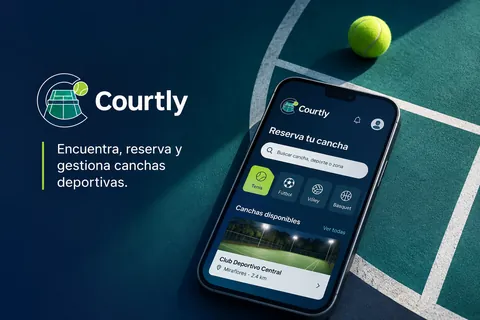 Courtly
Encuentra, reserva y
gestiona canchas
deportivas.
Courtly
Reserva tu cancha
Buscar cancha, deporte o zona
Tenis
Fútbol
Vóley
Básquet
Canchas disponibles
Ver todas
Club Deportivo Central
Miraflores • 2.4 km